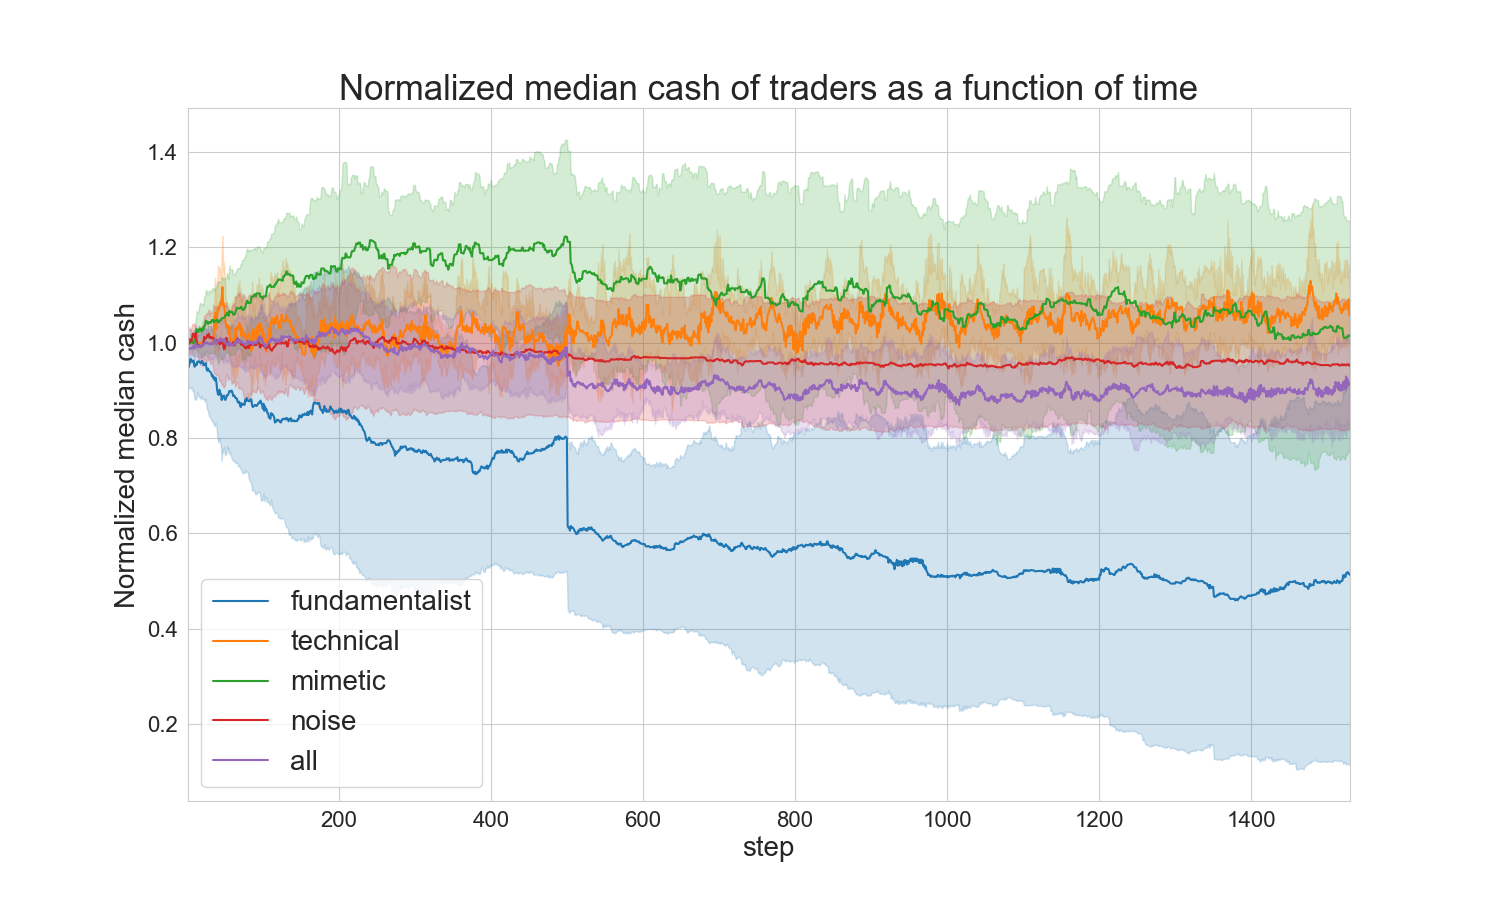 Normalized median cash of traders as a function of time
Normalized median cash
1.4
1.2
1.0
0.8
0.6
0.4
0.2
fundamentalist
technical
mimetic
noise
all
200 400 600 800 1000 1200 1400
step